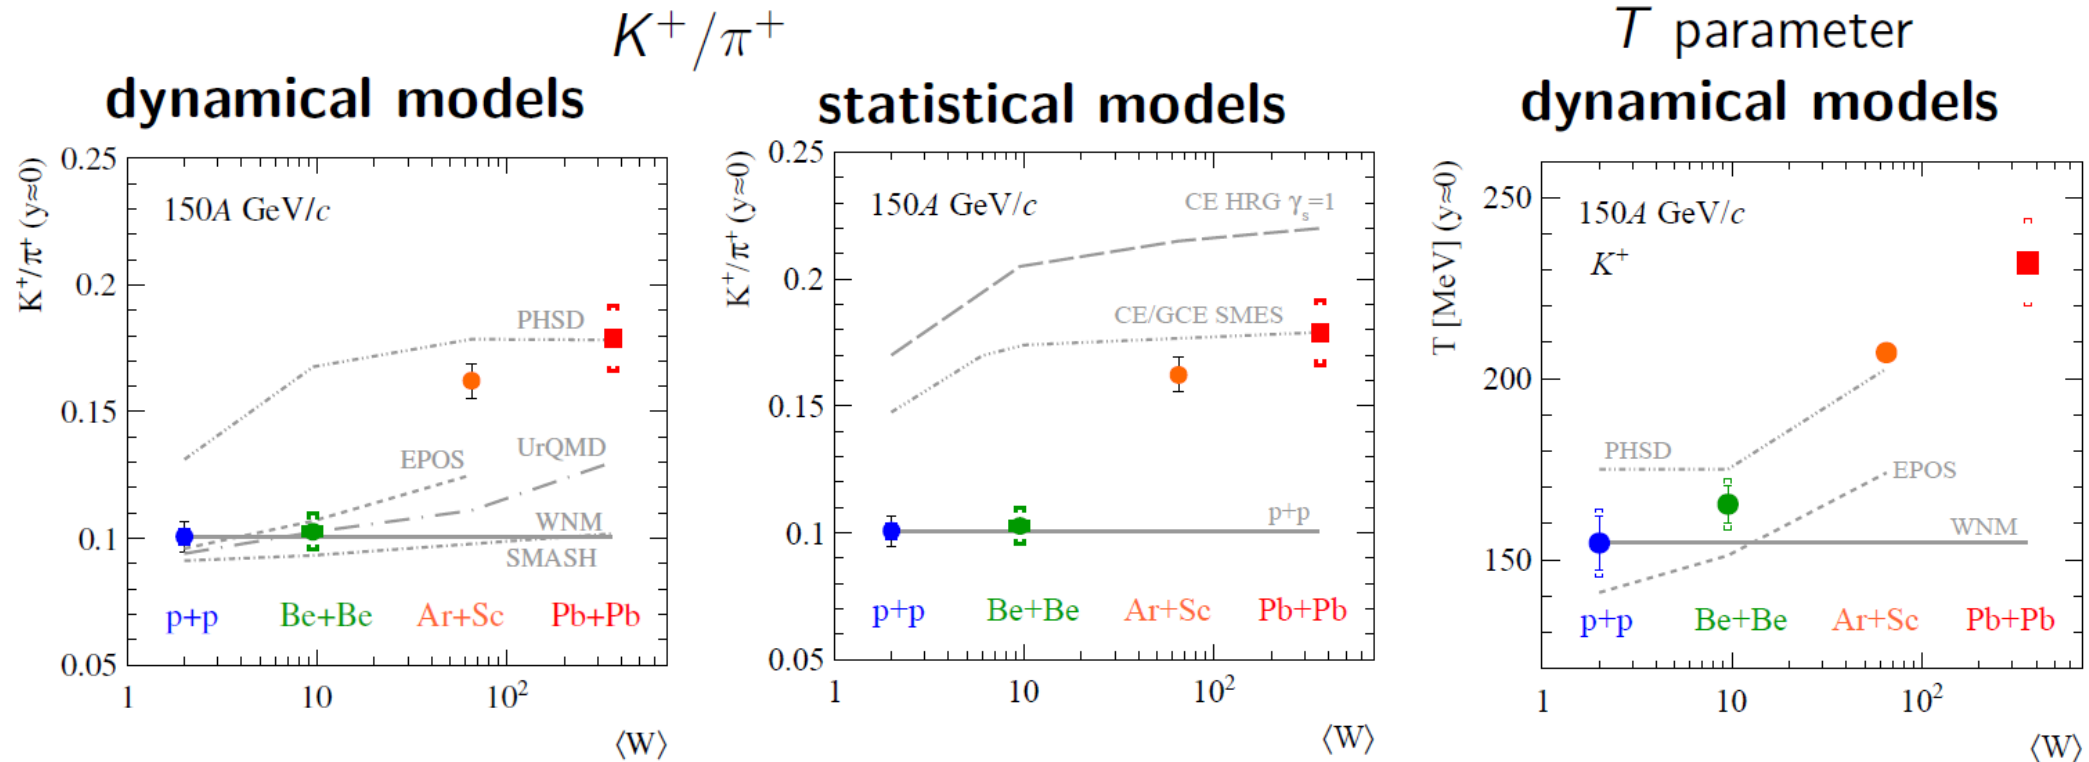 K⁺/π⁺
T parameter
dynamical models
statistical models
dynamical models
K⁺/π⁺ (y≈0)
0.25
0.2
0.15
0.1
0.05
150A GeV/c
PHSD
EPOS
UrQMD
WNM
SMASH
p+p
Be+Be
Ar+Sc
Pb+Pb
1
10
10²
⟨W⟩
K⁺/π⁺ (y≈0)
0.25
0.2
0.15
0.1
0.05
150A GeV/c
CE HRG γₛ=1
CE/GCE SMES
p+p
p+p
Be+Be
Ar+Sc
Pb+Pb
1
10
10²
⟨W⟩
T [MeV] (y≈0)
250
200
150
150A GeV/c
K⁺
PHSD
EPOS
WNM
p+p
Be+Be
Ar+Sc
Pb+Pb
1
10
10²
⟨W⟩